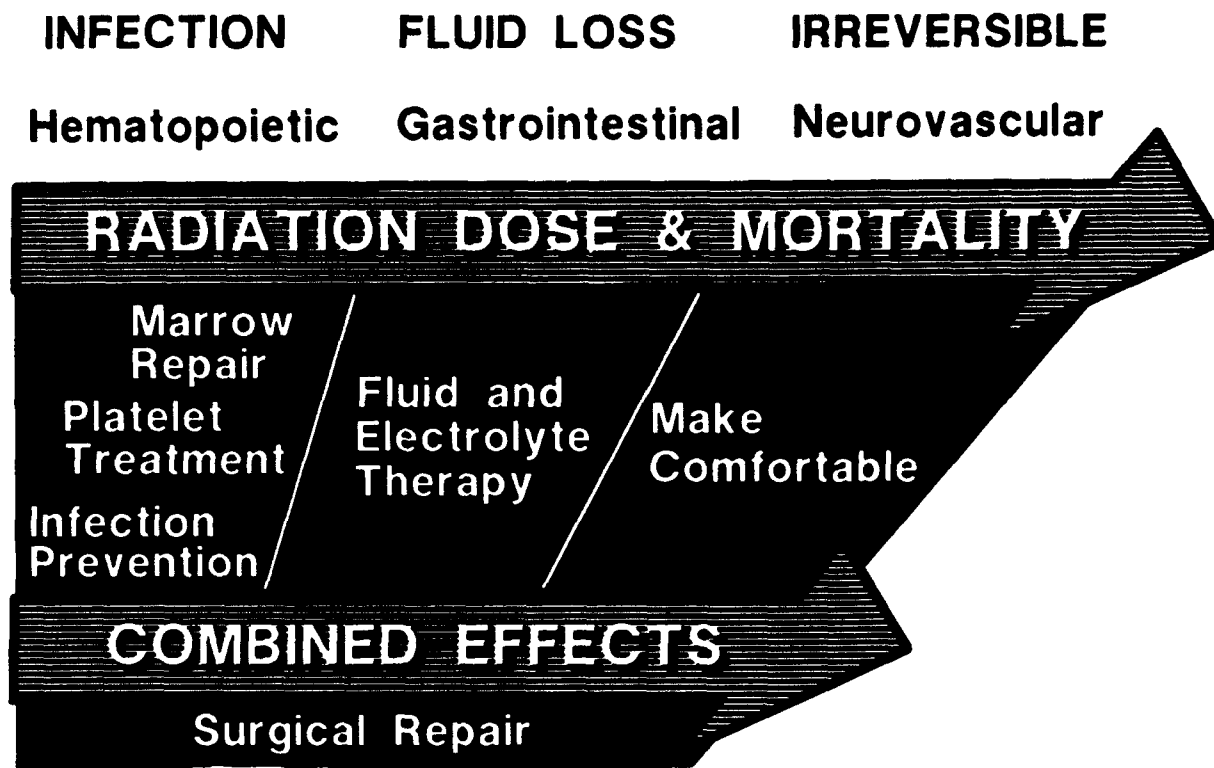 INFECTION FLUID LOSS IRREVERSIBLE
Hematopoietic Gastrointestinal Neurovascular
RADIATION DOSE & MORTALITY
Marrow
Repair
Platelet
Treatment
Infection
Prevention
Fluid and
Electrolyte
Therapy
Make
Comfortable
COMBINED EFFECTS
Surgical Repair